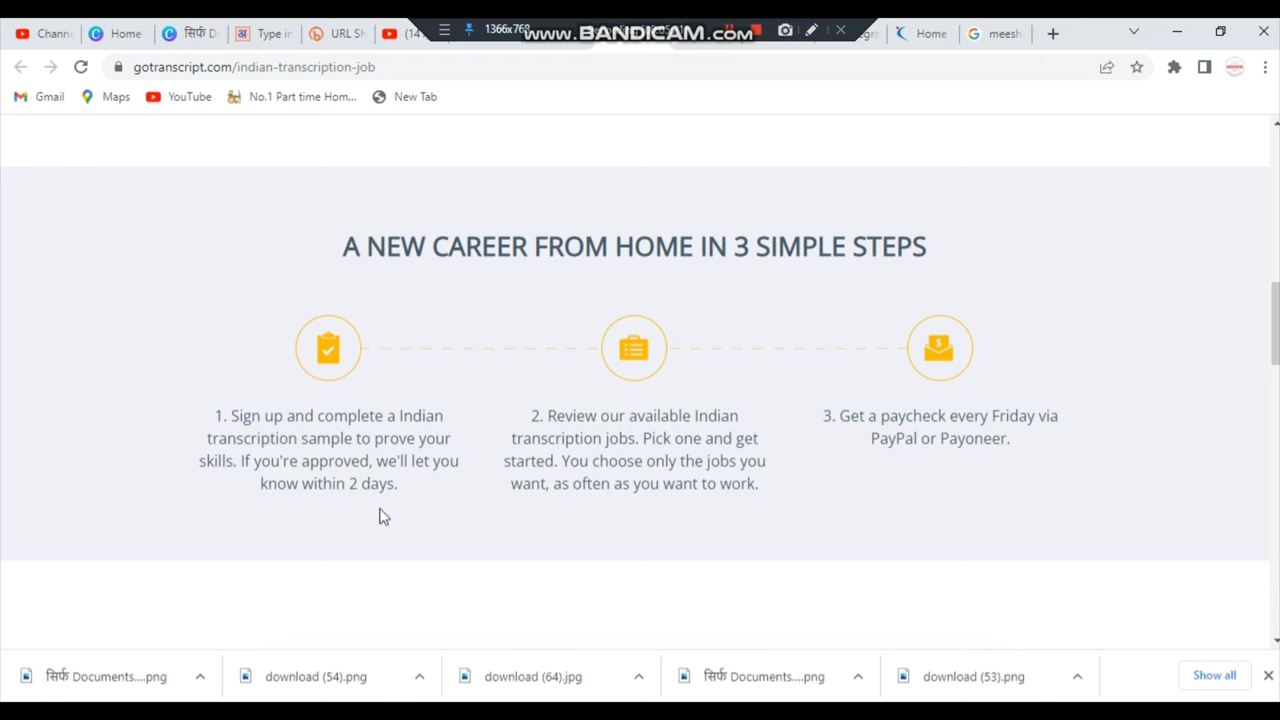 Chann
Home
सिर्फ D
Type in
URL Sh
(14
1366x768
www.BANDICAM.com
Home
meesh
gotranscript.com/indian-transcription-job
Gmail
Maps
YouTube
No.1 Part time Hom...
New Tab
A NEW CAREER FROM HOME IN 3 SIMPLE STEPS
1. Sign up and complete a Indian
transcription sample to prove your
skills. If you're approved, we'll let you
know within 2 days.
2. Review our available Indian
transcription jobs. Pick one and get
started. You choose only the jobs you
want, as often as you want to work.
3. Get a paycheck every Friday via
PayPal or Payoneer.
सिर्फ Documents....png
download (54).png
download (64).jpg
सिर्फ Documents....png
download (53).png
Show all